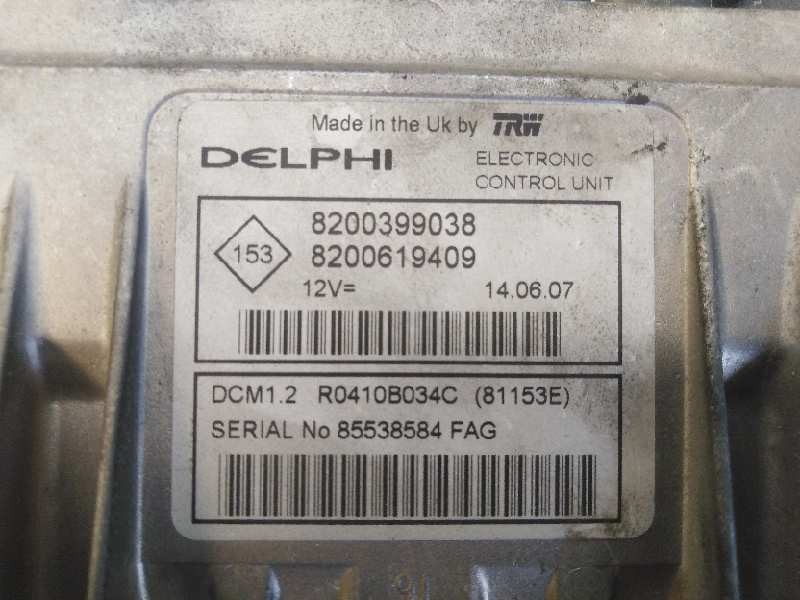 Made in the Uk by TRW
DELPHI ELECTRONIC
CONTROL UNIT
153
8200399038
8200619409
12V= 14.06.07
DCM1.2 R0410B034C (81153E)
SERIAL No 85538584 FAG